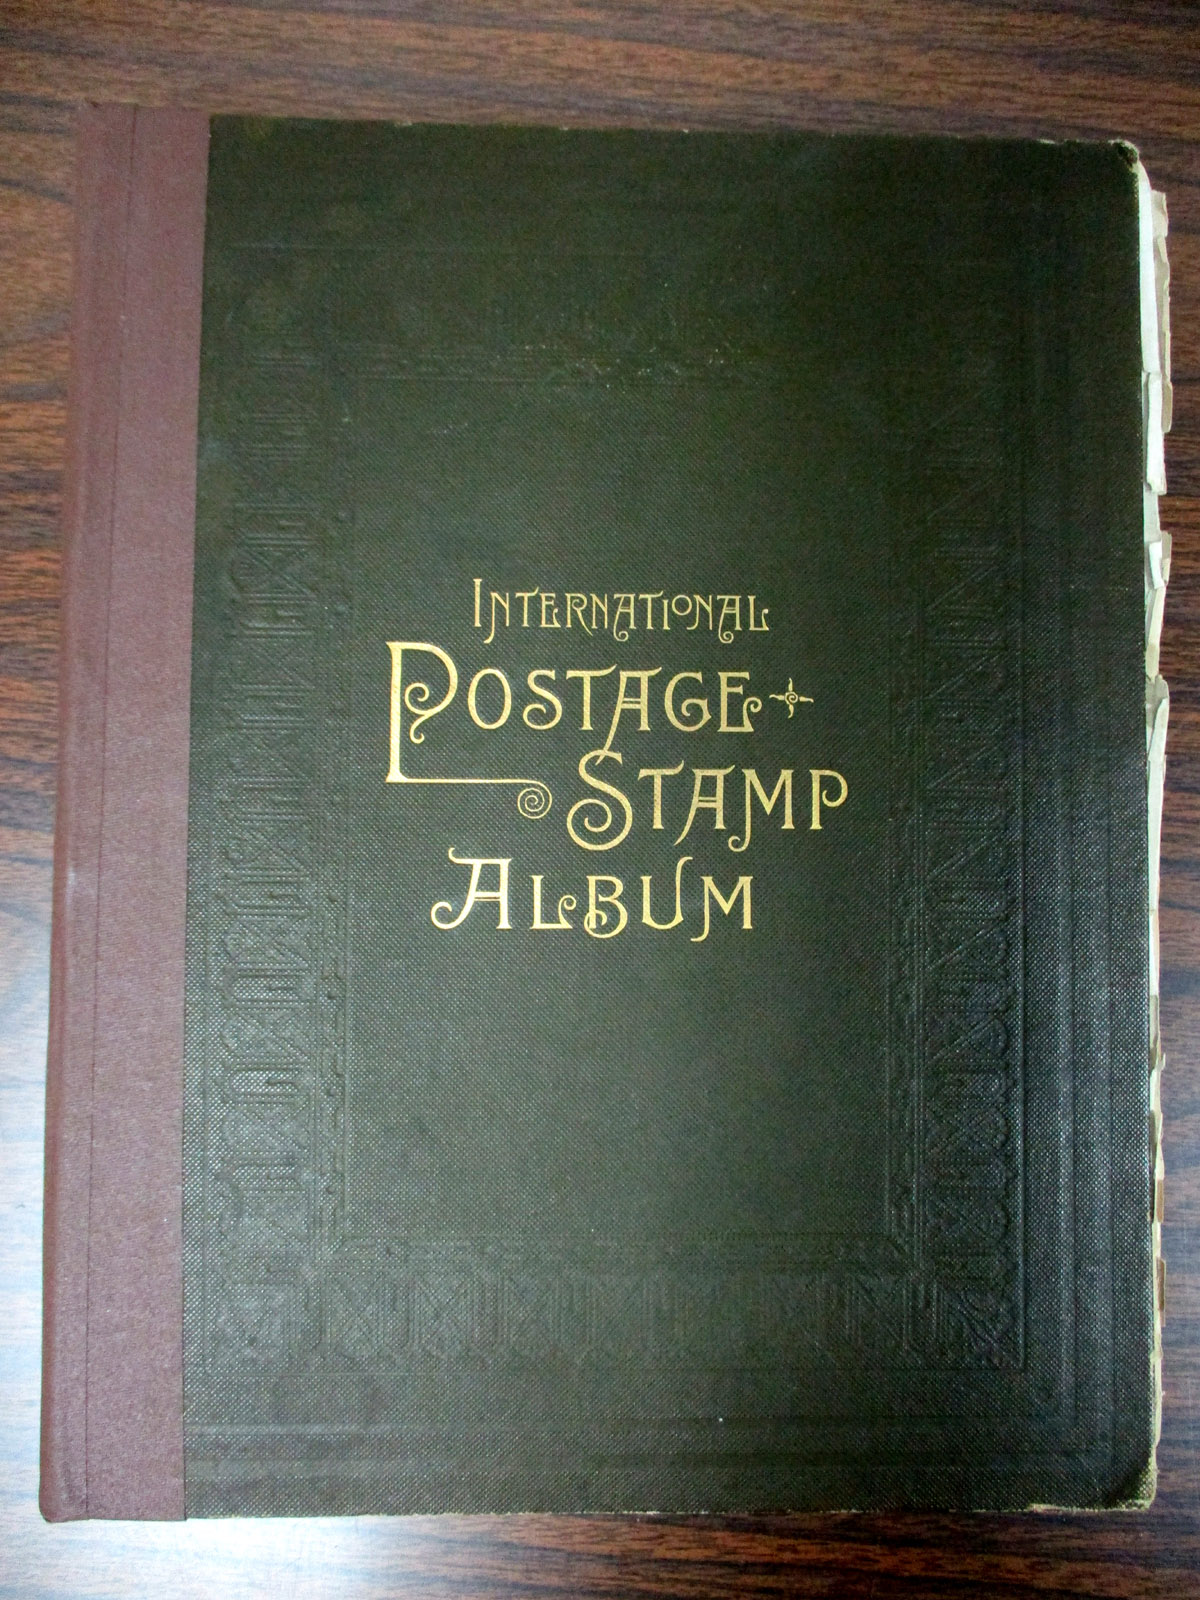 International
Postage
Stamp
Album